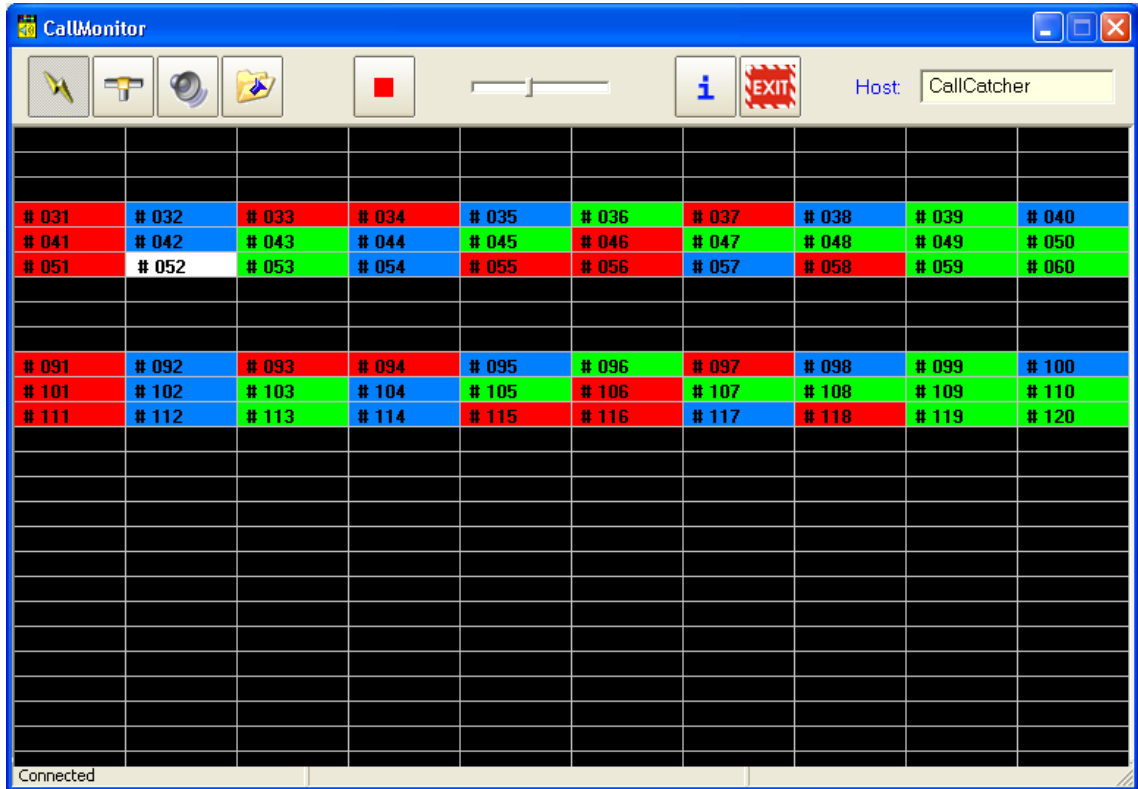 CallMonitor
EXIT Host: CallCatcher
# 031 # 032 # 033 # 034 # 035 # 036 # 037 # 038 # 039 # 040
# 041 # 042 # 043 # 044 # 045 # 046 # 047 # 048 # 049 # 050
# 051 # 052 # 053 # 054 # 055 # 056 # 057 # 058 # 059 # 060
# 091 # 092 # 093 # 094 # 095 # 096 # 097 # 098 # 099 # 100
# 101 # 102 # 103 # 104 # 105 # 106 # 107 # 108 # 109 # 110
# 111 # 112 # 113 # 114 # 115 # 116 # 117 # 118 # 119 # 120
Connected